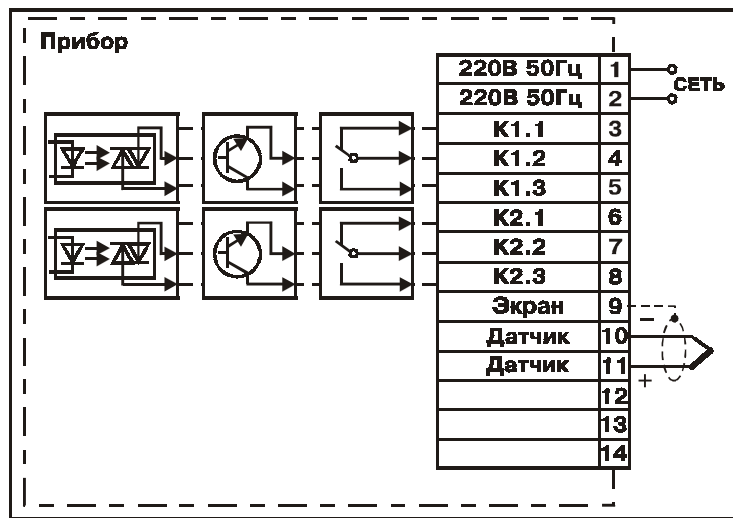 Прибор
220В 50Гц 1
220В 50Гц 2
СЕТЬ
К1.1 3
К1.2 4
К1.3 5
К2.1 6
К2.2 7
К2.3 8
Экран 9
−
Датчик 10
Датчик 11
+
12
13
14